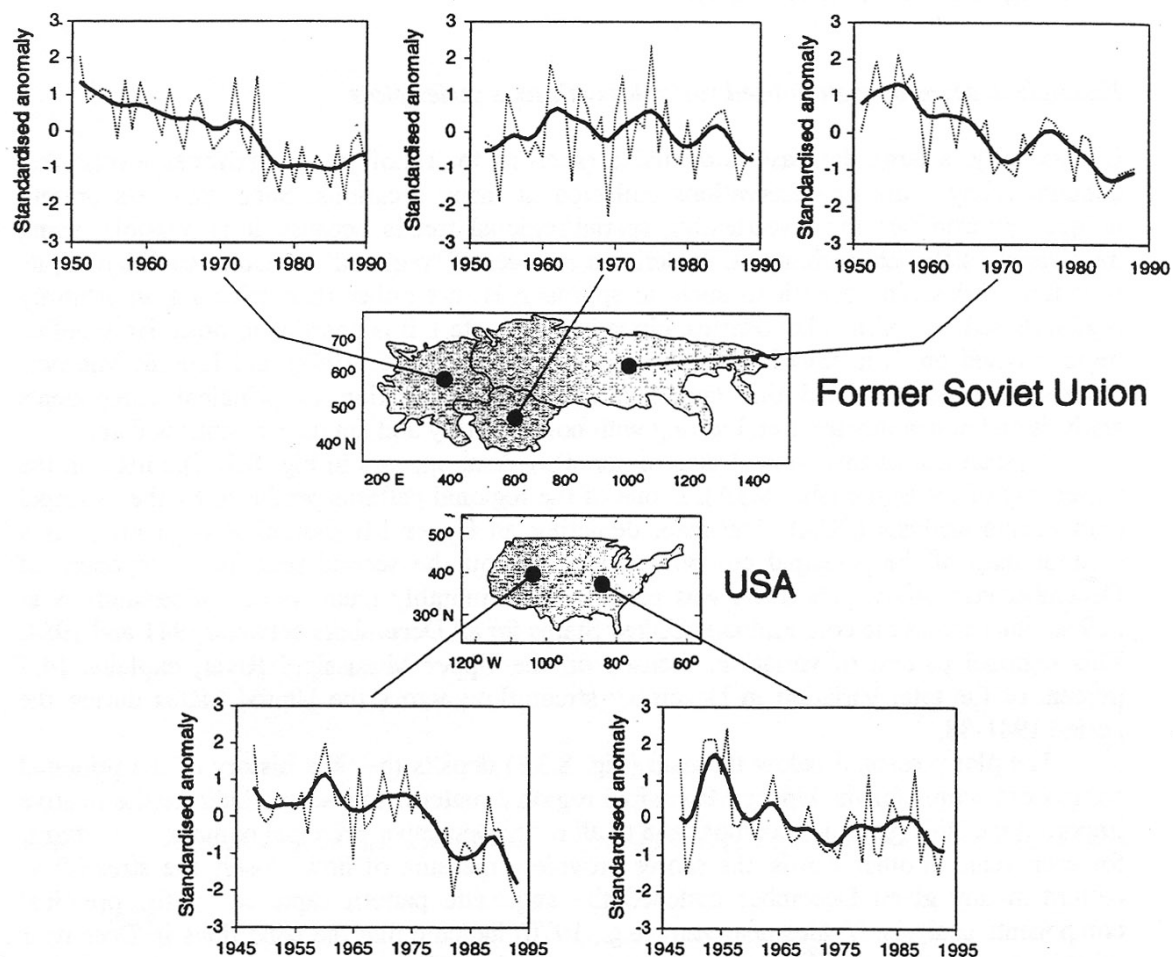 Standardised anomaly
3
2
1
0
-1
-2
-3
1950 1960 1970 1980 1990
Standardised anomaly
3
2
1
0
-1
-2
-3
1950 1960 1970 1980 1990
Standardised anomaly
3
2
1
0
-1
-2
-3
1950 1960 1970 1980 1990
70°
60°
50°
40° N
20° E 40° 60° 80° 100° 120° 140°
Former Soviet Union
50°
40°
30° N
120° W 100° 80° 60°
USA
Standardised anomaly
3
2
1
0
-1
-2
-3
1945 1955 1965 1975 1985 1995
Standardised anomaly
3
2
1
0
-1
-2
-3
1945 1955 1965 1975 1985 1995